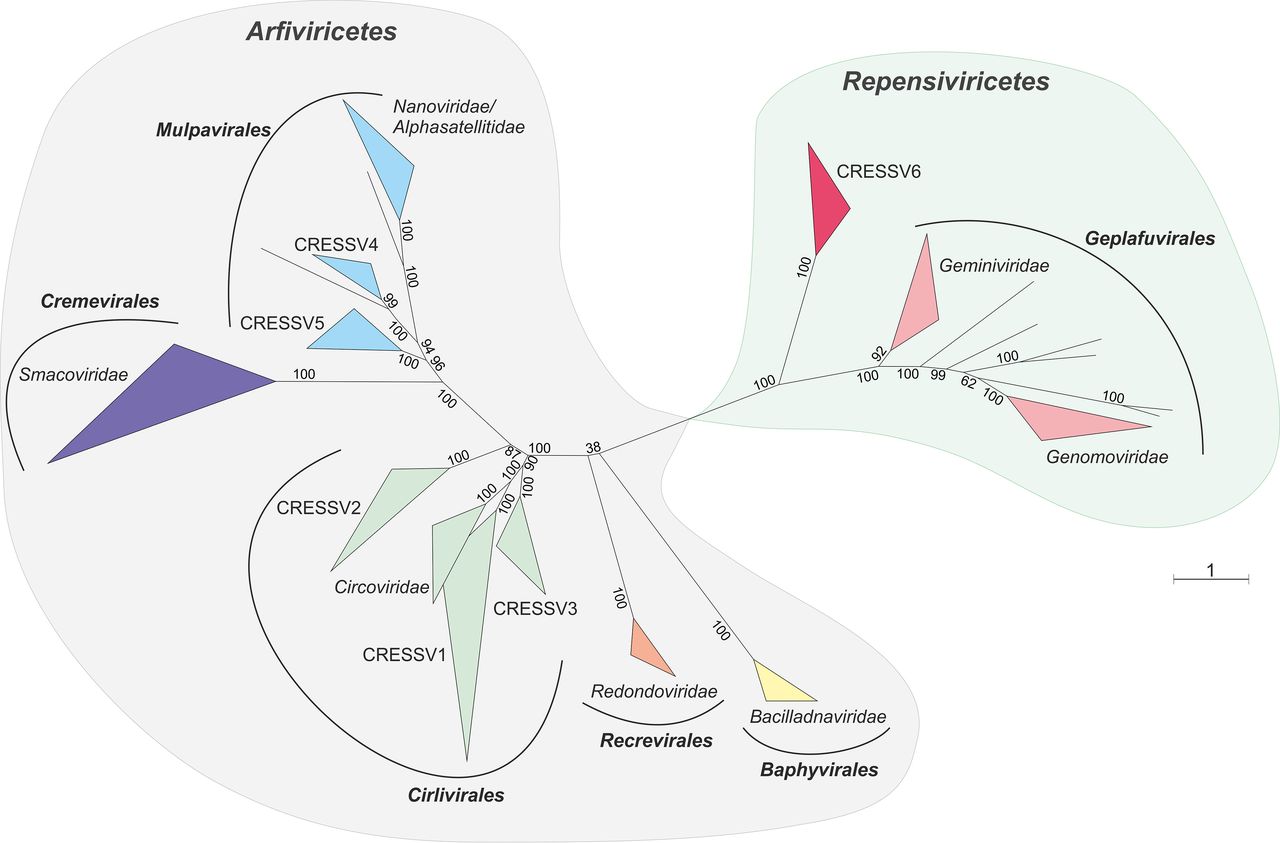 Arfiviricetes
Repensiviricetes
Mulpavirales
Nanoviridae/
Alphasatellitidae
100
100
CRESSV4
99
100
CRESSV5
100
94
96
Cremevirales
Smacoviridae
100
100
CRESSV6
100
Geplafuvirales
Geminiviridae
92
100
100
100
99
62
100
100
100
Genomoviridae
38
100
87
90
100
100
100
100
100
CRESSV2
Circoviridae
CRESSV3
CRESSV1
Cirlivirales
100
Redondoviridae
Recrevirales
100
Bacilladnaviridae
Baphyvirales
1